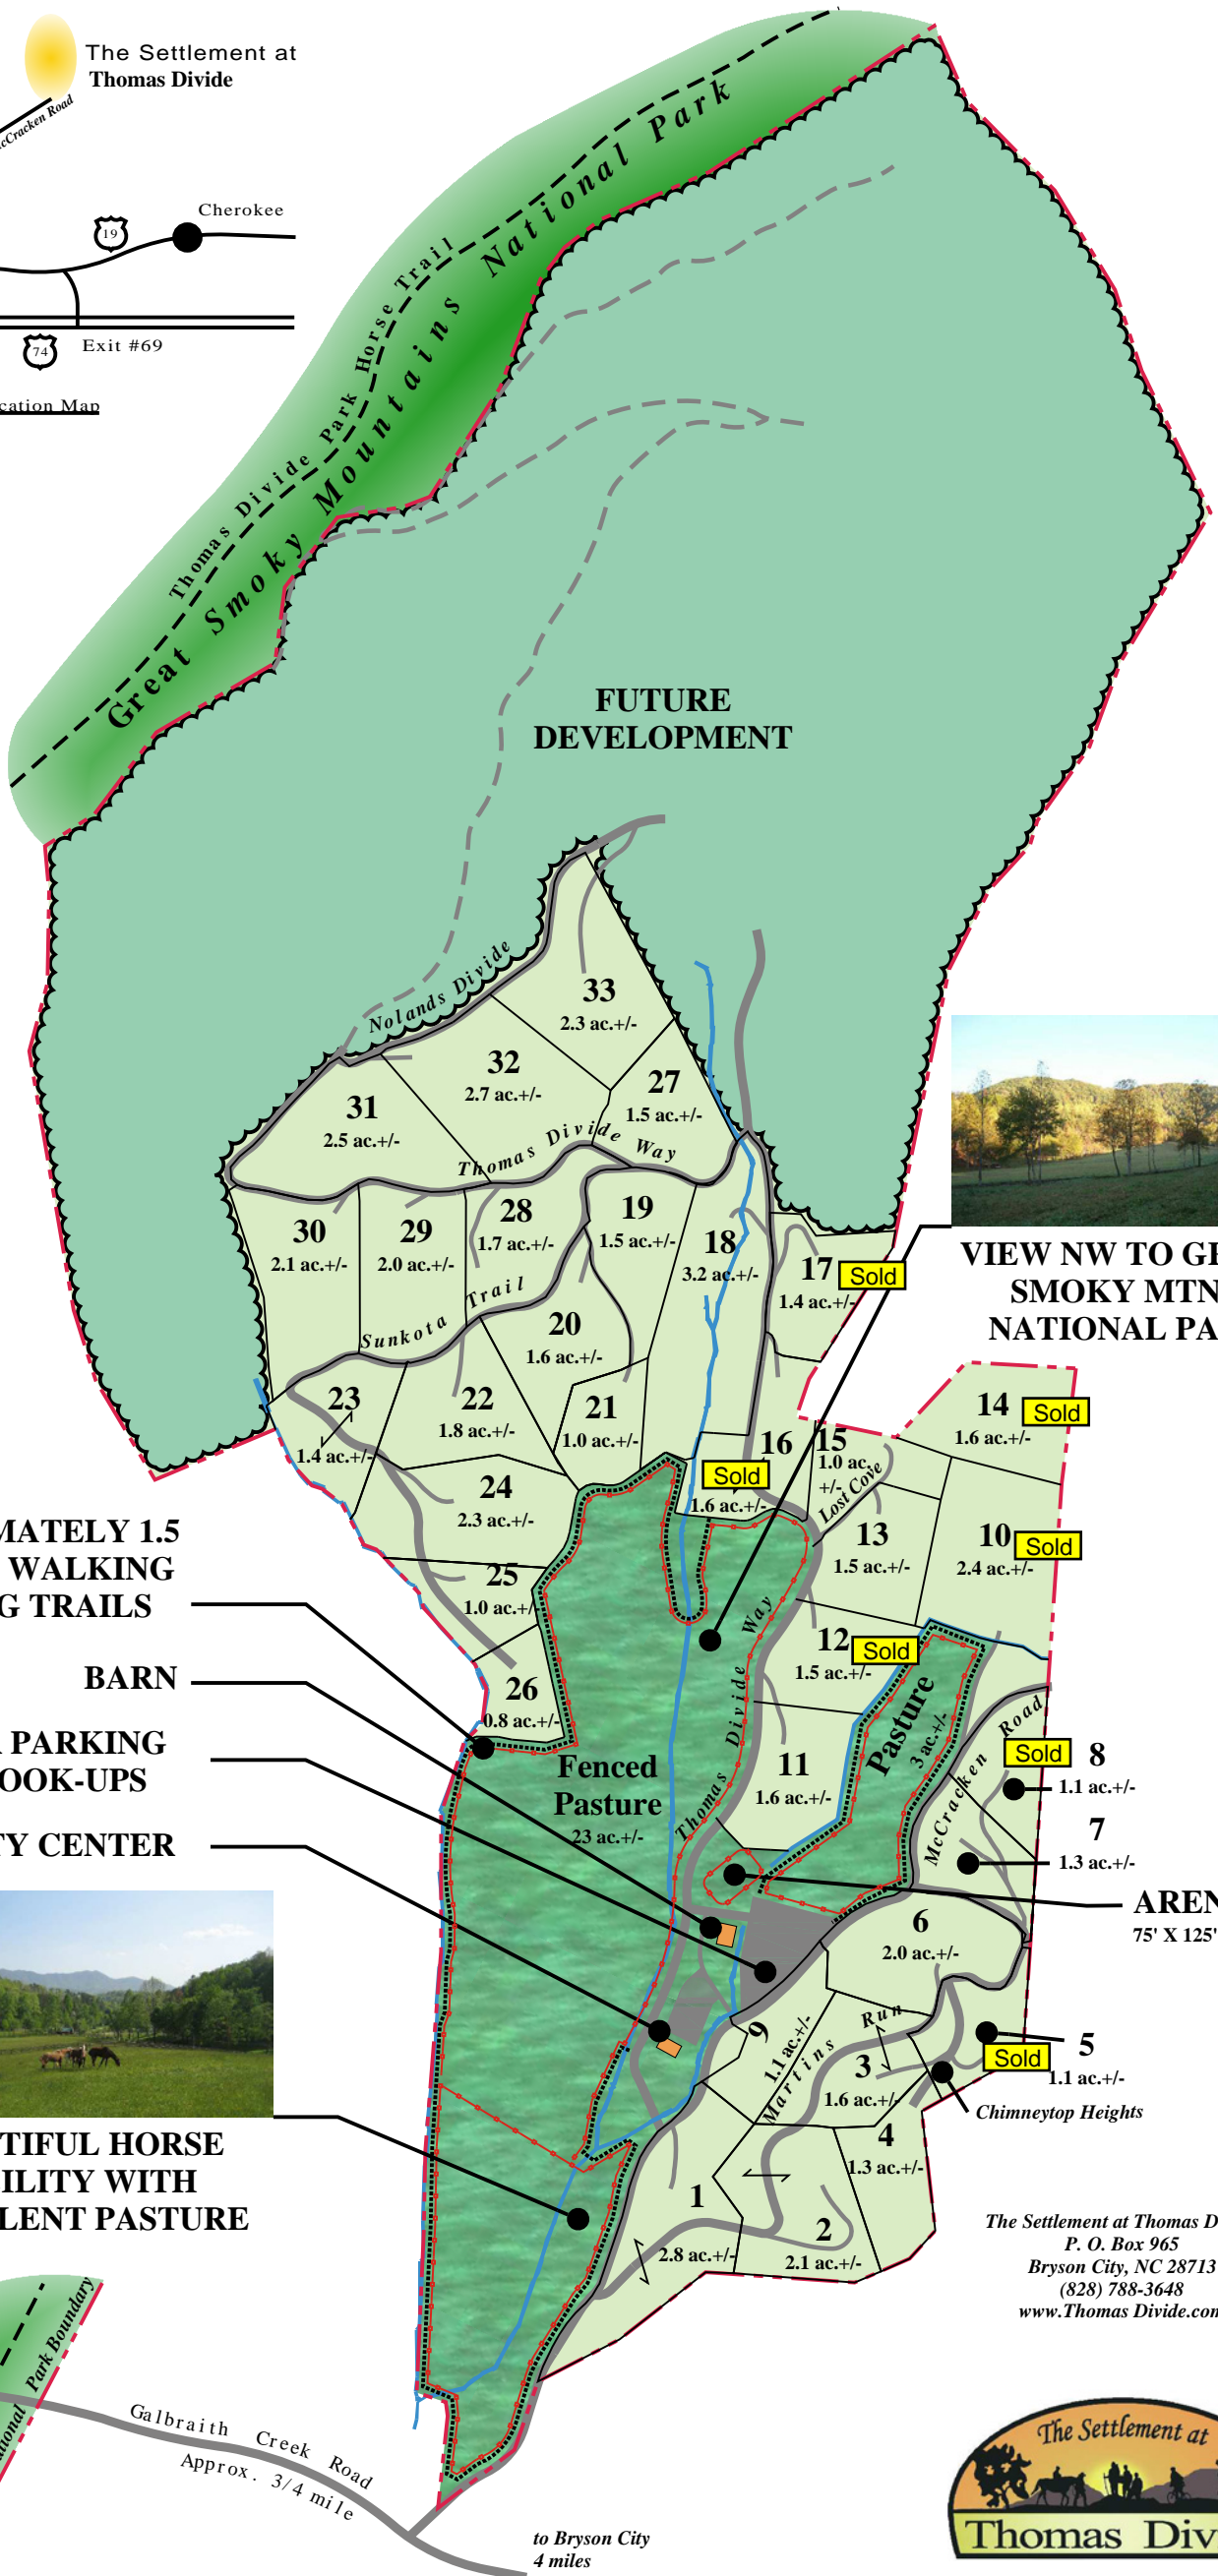 The Settlement at
Thomas Divide
cCracken Road
19
Cherokee
74
Exit #69
cation Map
Thomas Divide Park Horse Trail
Great Smoky Mountains National Park
FUTURE
DEVELOPMENT
Nolands Divide
33
2.3 ac.+/-
32
2.7 ac.+/-
27
1.5 ac.+/-
31
2.5 ac.+/-
Thomas Divide Way
30
2.1 ac.+/-
29
2.0 ac.+/-
28
1.7 ac.+/-
19
1.5 ac.+/-
18
3.2 ac.+/-
17
Sold
1.4 ac.+/-
VIEW NW TO GR
SMOKY MTN
NATIONAL PA
Sunkota Trail
20
1.6 ac.+/-
23
1.4 ac.+/-
22
1.8 ac.+/-
21
1.0 ac.+/-
14
Sold
1.6 ac.+/-
16
Sold
1.6 ac.+/-
15
1.0 ac.
+/-
Lost Cove
24
2.3 ac.+/-
13
1.5 ac.+/-
10
Sold
2.4 ac.+/-
MATELY 1.5
WALKING
G TRAILS
25
1.0 ac.+/-
BARN
26
0.8 ac.+/-
12
Sold
1.5 ac.+/-
Thomas Divide Way
Pasture
3 ac.+/-
McCracken Road
PARKING
OOK-UPS
Fenced
Pasture
23 ac.+/-
11
1.6 ac.+/-
Sold
8
1.1 ac.+/-
7
1.3 ac.+/-
TY CENTER
AREN
75' X 125'
6
2.0 ac.+/-
9
1.1 ac.+/-
Martins Run
3
1.6 ac.+/-
5
Sold
1.1 ac.+/-
Chimneytop Heights
4
1.3 ac.+/-
TIFUL HORSE
ILITY WITH
LENT PASTURE
1
2.8 ac.+/-
2
2.1 ac.+/-
The Settlement at Thomas D
P. O. Box 965
Bryson City, NC 28713
(828) 788-3648
www.Thomas Divide.com
tional Park Boundary
Galbraith Creek Road
Approx. 3/4 mile
to Bryson City
4 miles
The Settlement at
Thomas Div